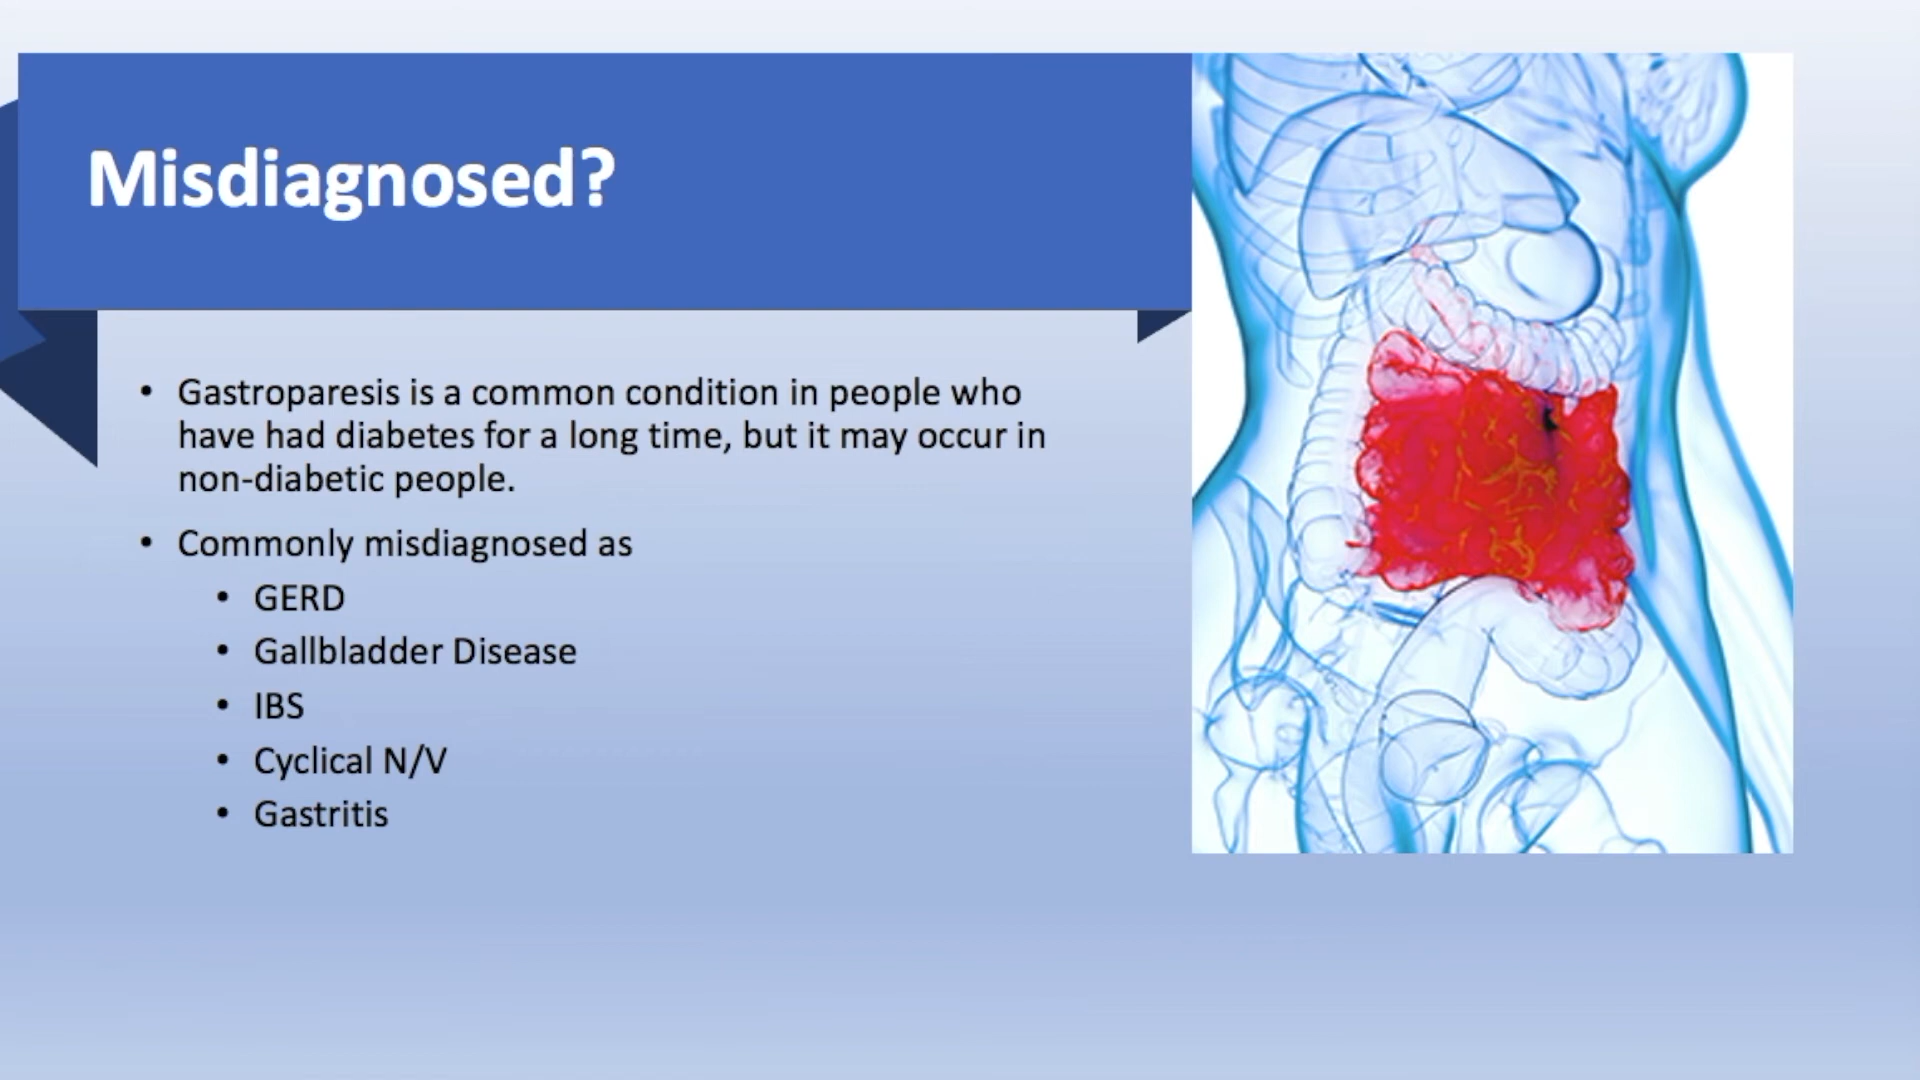 Misdiagnosed?
• Gastroparesis is a common condition in people who
have had diabetes for a long time, but it may occur in
non-diabetic people.
• Commonly misdiagnosed as
• GERD
• Gallbladder Disease
• IBS
• Cyclical N/V
• Gastritis